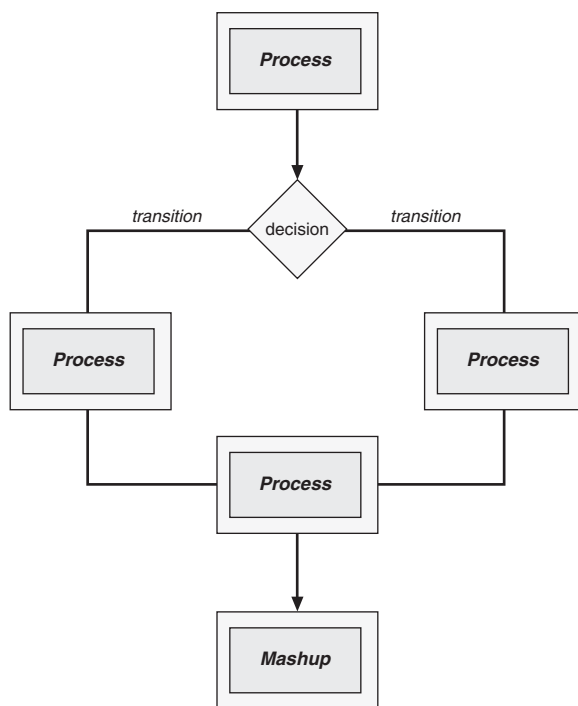 Process
transition
decision
transition
Process
Process
Process
Mashup